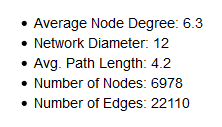 • Average Node Degree: 6.3
• Network Diameter: 12
• Avg. Path Length: 4.2
• Number of Nodes: 6978
• Number of Edges: 22110